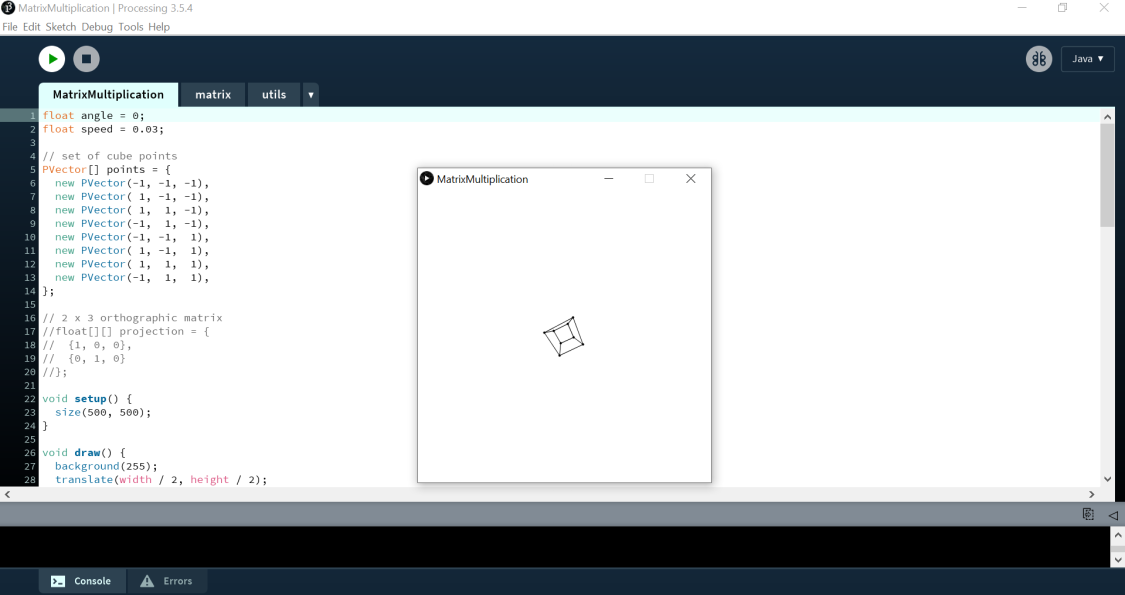 MatrixMultiplication | Processing 3.5.4
File Edit Sketch Debug Tools Help
Java ▼
MatrixMultiplication matrix utils ▼
1 float angle = 0;
2 float speed = 0.03;
3
4 // set of cube points
5 PVector[] points = {
6   new PVector(-1, -1, -1),
7   new PVector( 1, -1, -1),
8   new PVector( 1,  1, -1),
9   new PVector(-1,  1, -1),
10   new PVector(-1, -1,  1),
11   new PVector( 1, -1,  1),
12   new PVector( 1,  1,  1),
13   new PVector(-1,  1,  1),
14 };
15
16 // 2 x 3 orthographic matrix
17 //float[][] projection = {
18 //  {1, 0, 0},
19 //  {0, 1, 0}
20 //};
21
22 void setup() {
23   size(500, 500);
24 }
25
26 void draw() {
27   background(255);
28   translate(width / 2, height / 2);
MatrixMultiplication
Console Errors